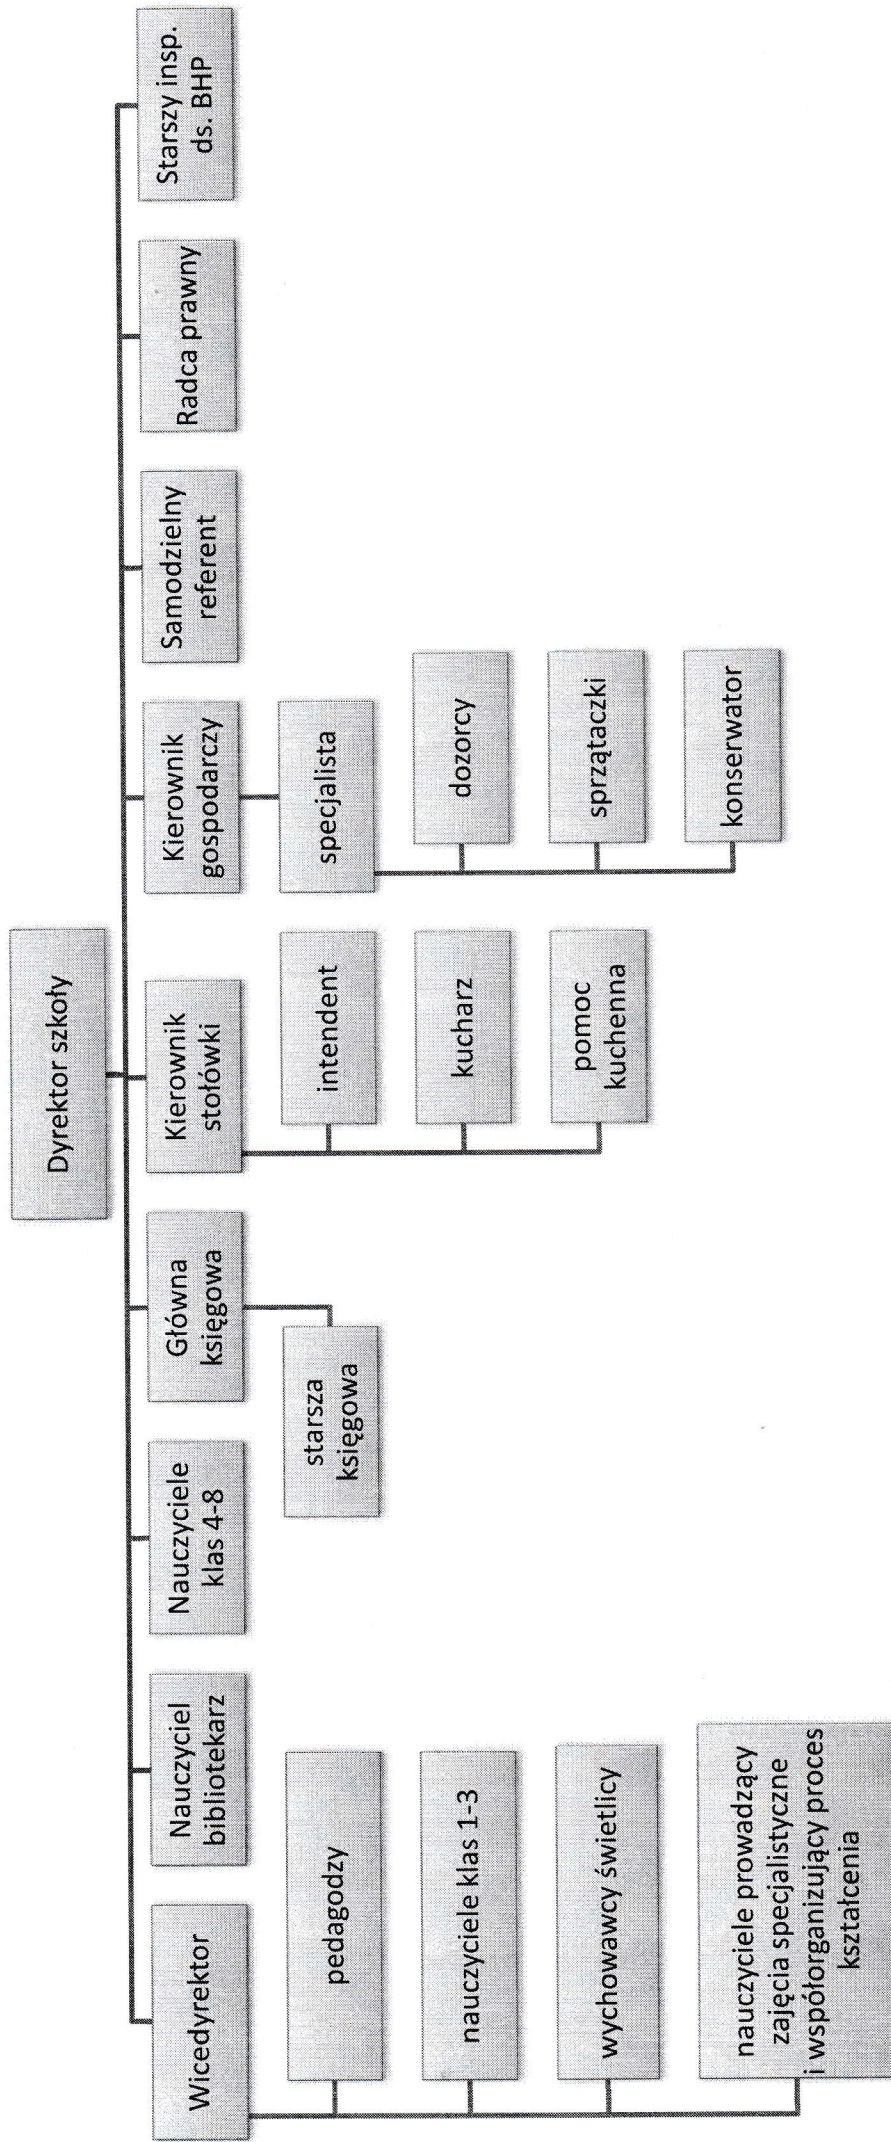 Dyrektor szkoły
Wicedyrektor
Nauczyciel
bibliotekarz
Nauczyciele
klas 4-8
Główna
księgowa
Kierownik
stołówki
Kierownik
gospodarczy
Samodzielny
referent
Radca prawny
Starszy insp.
ds. BHP
pedagodzy
nauczyciele klas 1-3
wychowawcy świetlicy
nauczyciele prowadzący
zajęcia specjalistyczne
i współorganizujący proces
kształcenia
starsza
księgowa
intendent
kucharz
pomoc
kuchenna
specjalista
dozorcy
sprzątaczki
konserwator